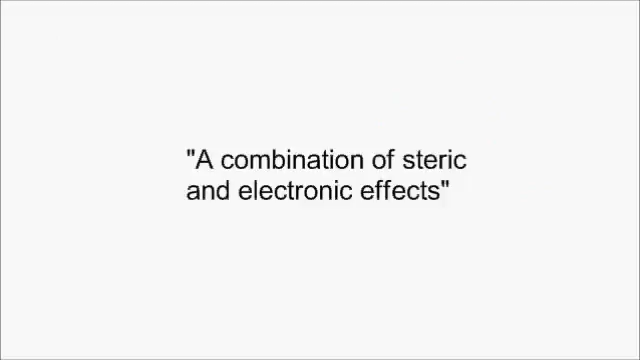 "A combination of steric
and electronic effects"